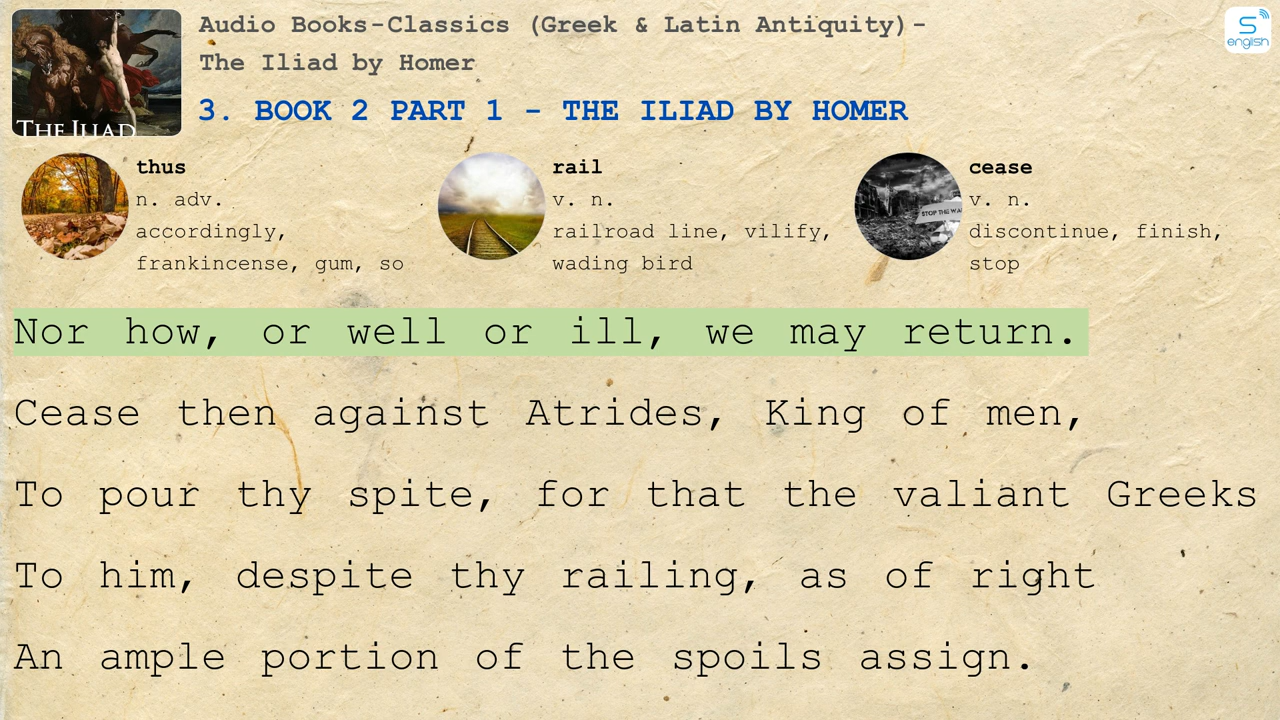 Audio Books-Classics (Greek & Latin Antiquity)-
The Iliad by Homer
3. BOOK 2 PART 1 - THE ILIAD BY HOMER
THE ILIAD
S
english
thus
n. adv.
accordingly,
frankincense, gum, so
rail
v. n.
railroad line, vilify,
wading bird
cease
v. n.
discontinue, finish,
stop
STOP THE WA
Nor how, or well or ill, we may return.
Cease then against Atrides, King of men,
To pour thy spite, for that the valiant Greeks
To him, despite thy railing, as of right
An ample portion of the spoils assign.